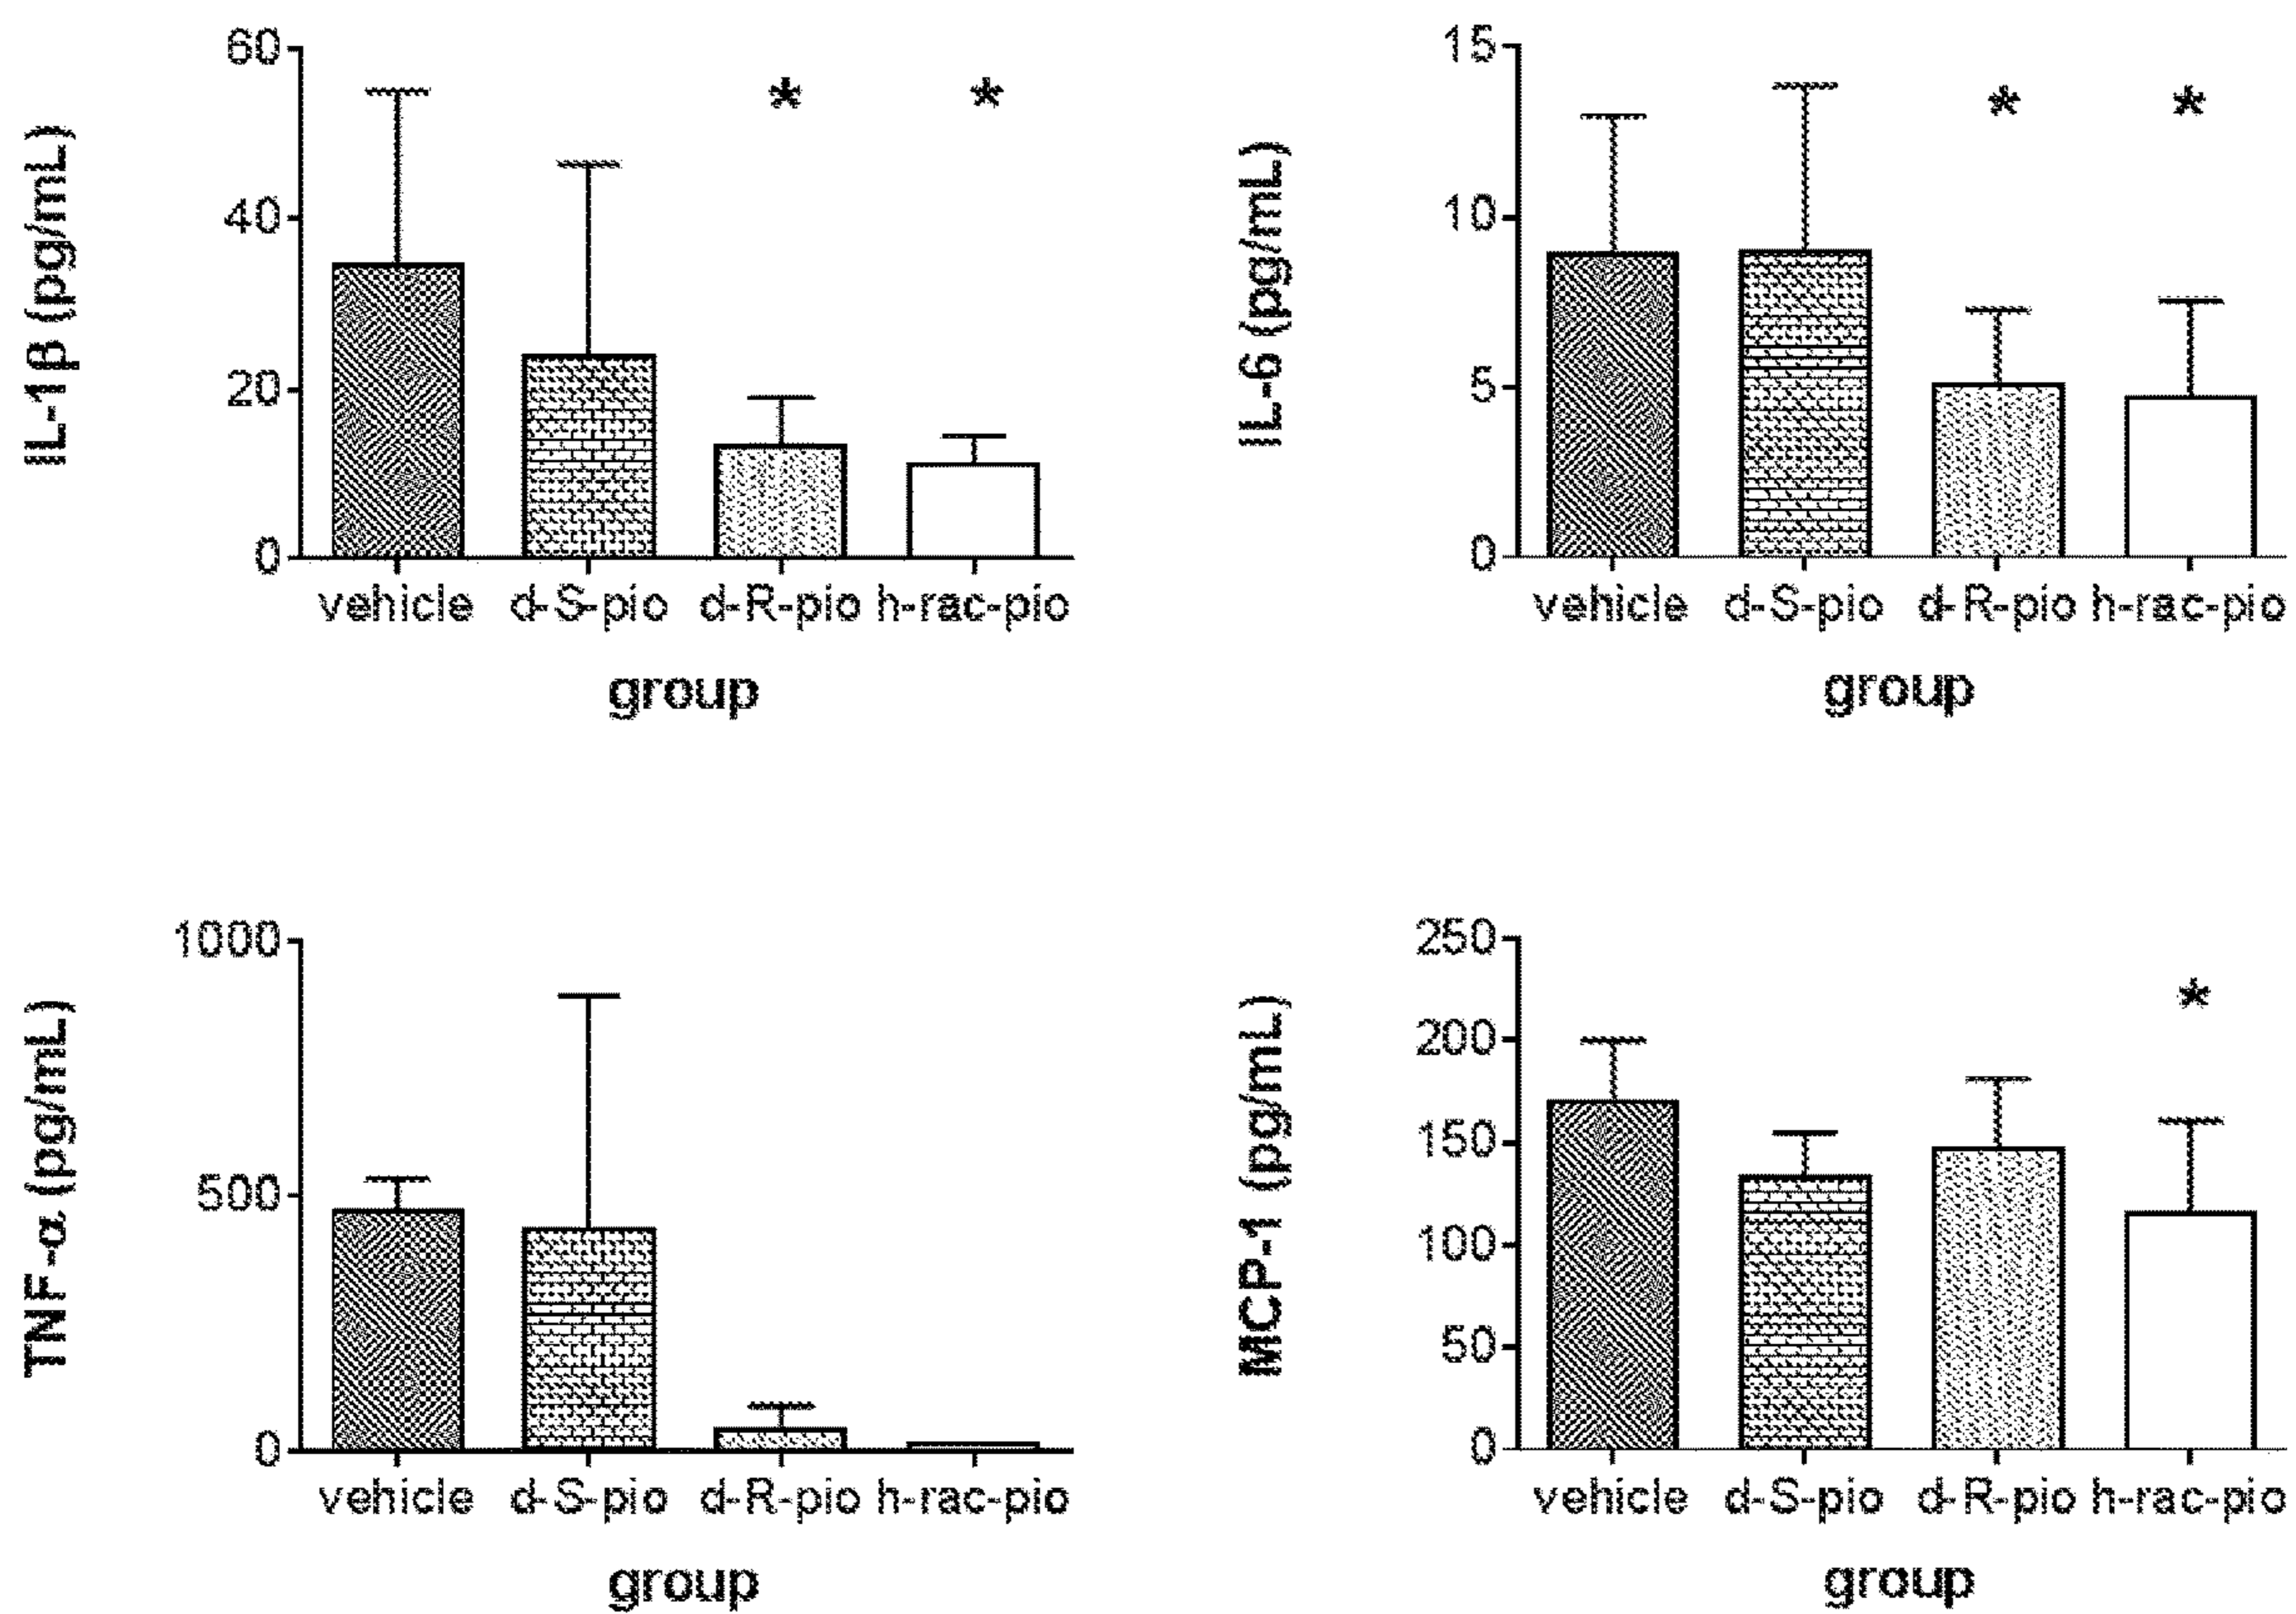 IL-1β (pg/mL)
60
40
20
0
* *
vehicle d-S-pio d-R-pio h-rac-pio
group
IL-6 (pg/mL)
15
10
5
0
* *
vehicle d-S-pio d-R-pio h-rac-pio
group
TNF-α (pg/mL)
1000
500
0
vehicle d-S-pio d-R-pio h-rac-pio
group
MCP-1 (pg/mL)
250
200
150
100
50
0
*
vehicle d-S-pio d-R-pio h-rac-pio
group